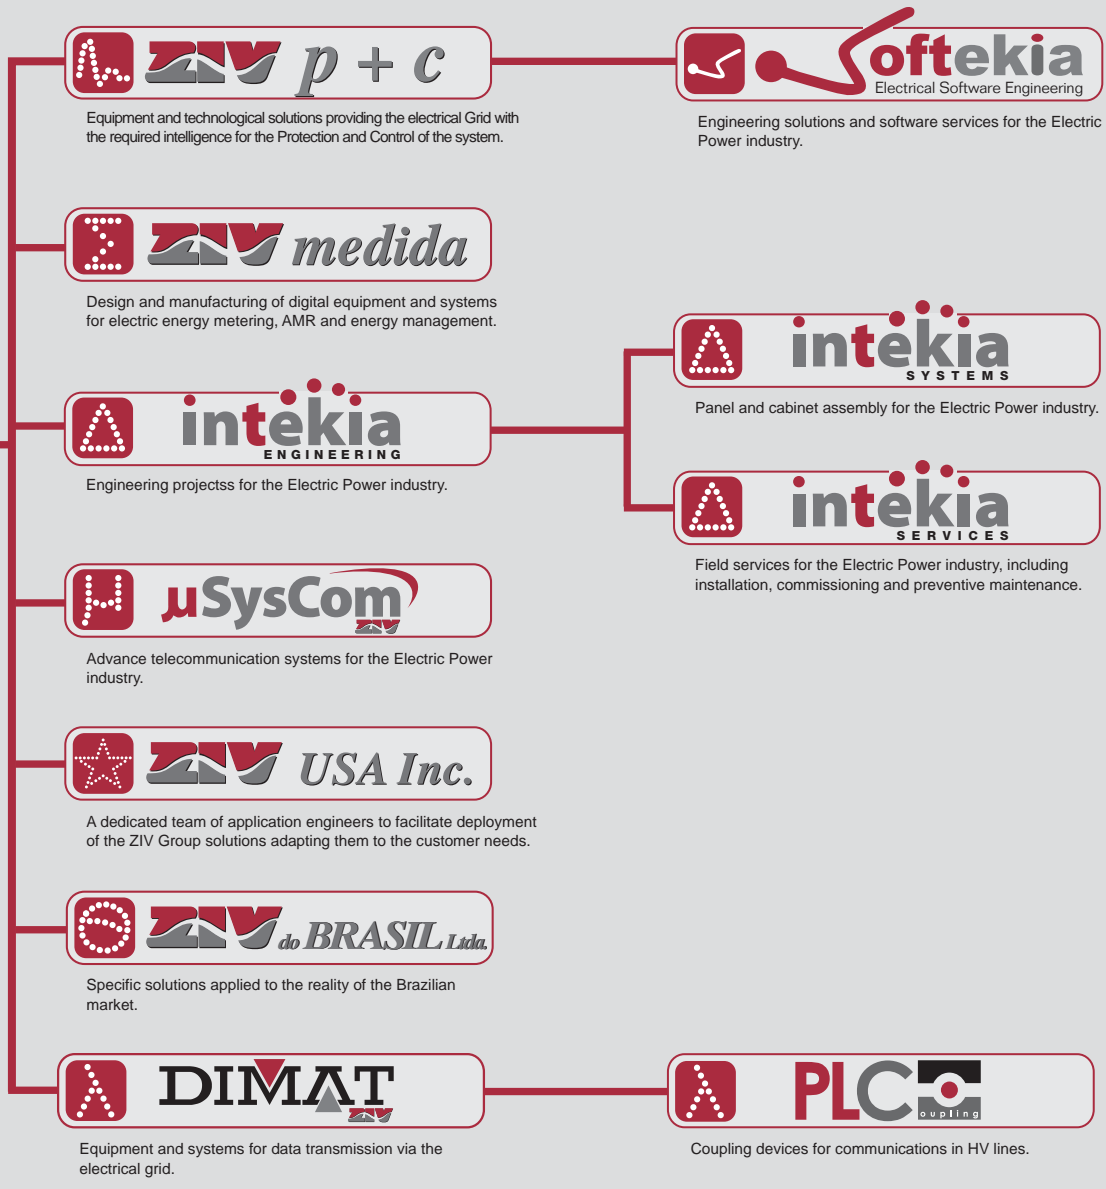 ZIV p + c
Equipment and technological solutions providing the electrical Grid with
the required intelligence for the Protection and Control of the system.
Softekia
Electrical Software Engineering
Engineering solutions and software services for the Electric
Power industry.
ZIV medida
Design and manufacturing of digital equipment and systems
for electric energy metering, AMR and energy management.
intekia
ENGINEERING
Engineering projectss for the Electric Power industry.
intekia
SYSTEMS
Panel and cabinet assembly for the Electric Power industry.
intekia
SERVICES
Field services for the Electric Power industry, including
installation, commissioning and preventive maintenance.
µSysCom
ZIV
Advance telecommunication systems for the Electric Power
industry.
ZIV USA Inc.
A dedicated team of application engineers to facilitate deployment
of the ZIV Group solutions adapting them to the customer needs.
ZIV do BRASIL Ltda.
Specific solutions applied to the reality of the Brazilian
market.
DIMAT
ZIV
Equipment and systems for data transmission via the
electrical grid.
PLC
oupling
Coupling devices for communications in HV lines.